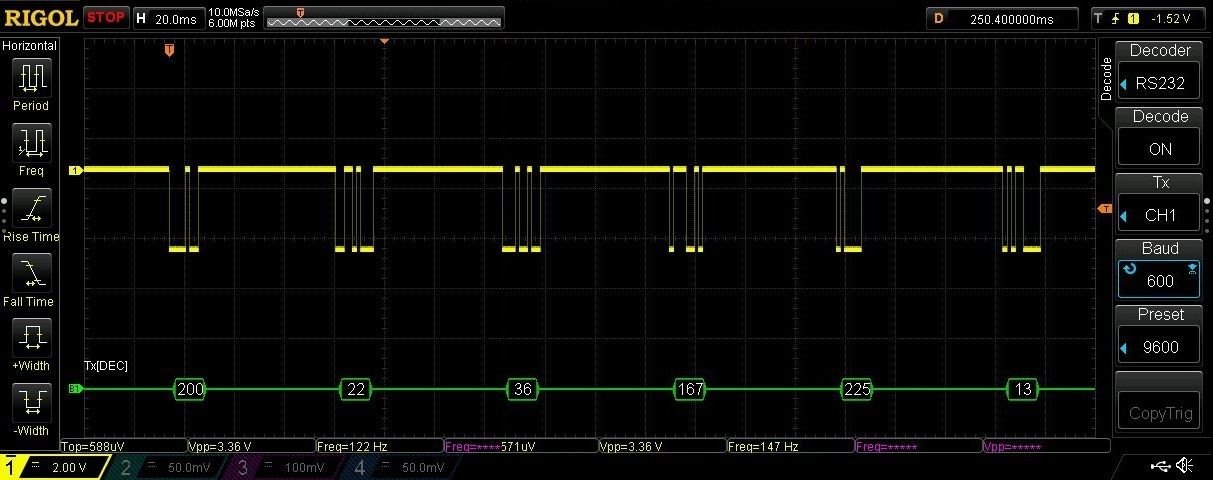 RIGOL STOP H 20.0ms 10.0MSa/s 6.00M pts T D 250.400000ms T 1 -1.52 V
Horizontal
Period
Freq
Rise Time
Fall Time
+Width
-Width
T
1
T
Tx[DEC]
B1 200 22 36 167 225 13
Top=588uV Vpp=3.36 V Freq=122 Hz Freq=****571uV Vpp=3.36 V Freq=147 Hz Freq=***** Vpp=*****
1 2.00 V 2 50.0mV 3 100mV 4 50.0mV
Decode
Decoder
RS232
Decode
ON
Tx
CH1
Baud
600
Preset
9600
CopyTrig